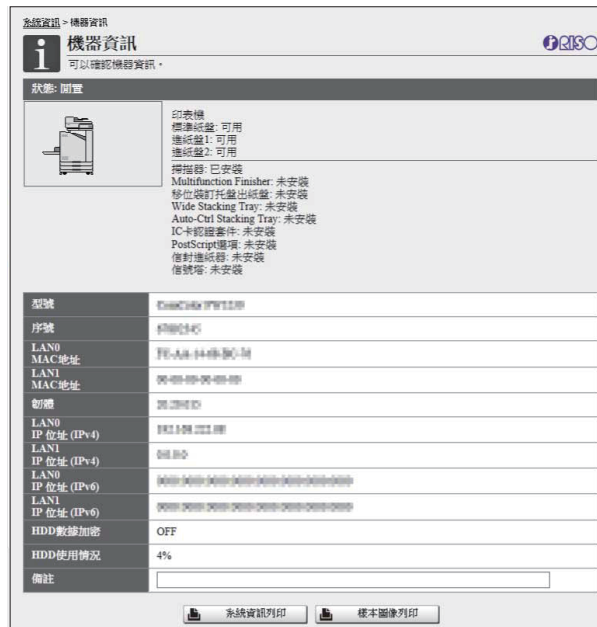 系統資訊 > 機器資訊
機器資訊
RISO
可以確認機器資訊。
狀態: 閒置
印表機
標準紙盤: 可用
進紙盤1: 可用
進紙盤2: 可用
掃描器: 已安裝
Multifunction Finisher: 未安裝
移位裝訂托盤出紙盤: 未安裝
Wide Stacking Tray: 未安裝
Auto-Ctrl Stacking Tray: 未安裝
IC卡認證套件: 未安裝
PostScript選項: 未安裝
信封進紙器: 未安裝
信號塔: 未安裝
型號
序號
LAN0
MAC地址
LAN1
MAC地址
韌體
LAN0
IP 位址 (IPv4)
LAN1
IP 位址 (IPv4)
LAN0
IP 位址 (IPv6)
LAN1
IP 位址 (IPv6)
HDD數據加密 OFF
HDD使用情況 4%
備註
系統資訊列印 樣本圖像列印